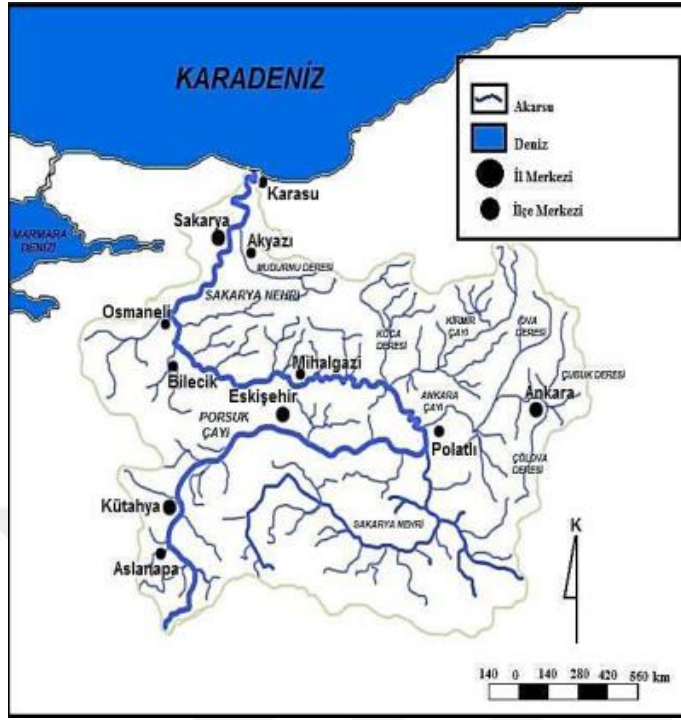 KARADENİZ
Akarsu
Deniz
İl Merkezi
İlçe Merkezi
Karasu
Sakarya
Akyazı
MARMARA
DENİZİ
MUDURNU DERESİ
SAKARYA NEHRİ
Osmaneli
KOCA
DERESİ
KİRMİR
ÇAYI
OVA
DERESİ
ÇUBUK DERESİ
Bilecik
Mihalgazi
Eskişehir
ANKARA
ÇAYI
Ankara
PORSUK
ÇAYI
Polatlı
ÇÖLOVA
DERESİ
Kütahya
SAKARYA NEHRİ
K
Aslanapa
140 0 140 280 420 560 km